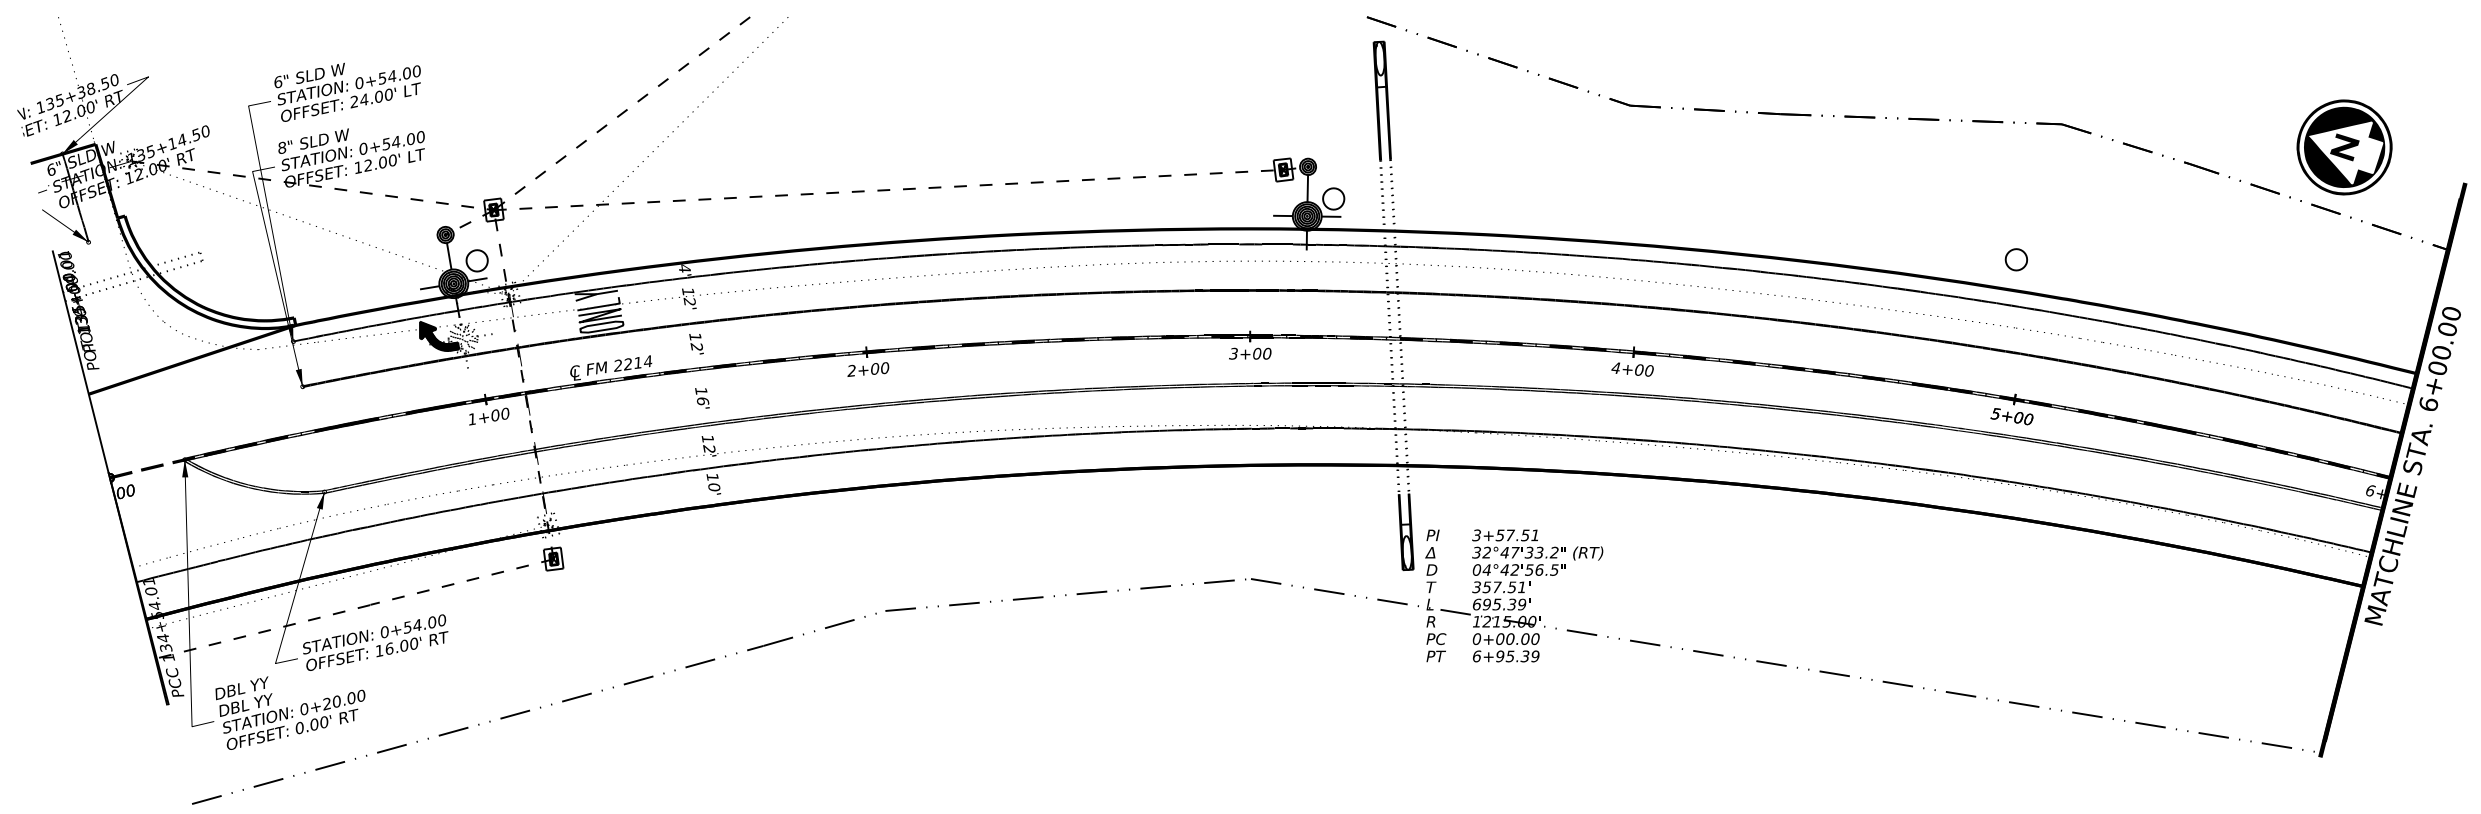 : 135+38.50
ET: 12.00' RT
6" SLD W
STATION: 135+14.50
OFFSET: 12.00' RT
6" SLD W
STATION: 0+54.00
OFFSET: 24.00' LT
8" SLD W
STATION: 0+54.00
OFFSET: 12.00' LT
N
4'
12'
12'
16'
12'
10'
ONLY
℄ FM 2214
00
1+00
2+00
3+00
4+00
5+00
6+
MATCHLINE STA. 6+00.00
PCC 134+54.01
STATION: 0+54.00
OFFSET: 16.00' RT
DBL YY
DBL YY
STATION: 0+20.00
OFFSET: 0.00' RT
PI 3+57.51
Δ 32°47'33.2" (RT)
D 04°42'56.5"
T 357.51'
L 695.39'
R 1215.00'
PC 0+00.00
PT 6+95.39